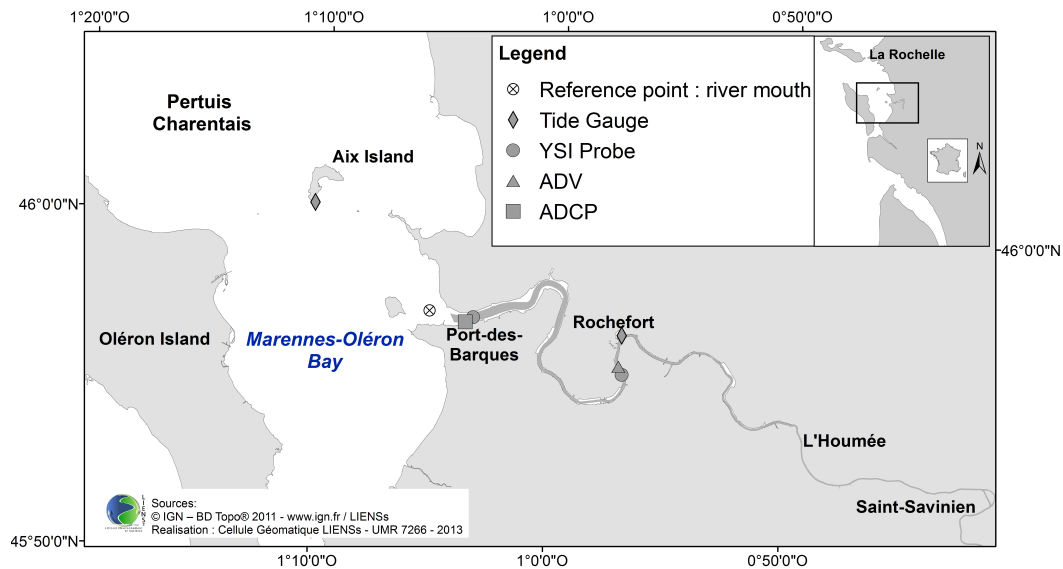 1°20'0"O 1°10'0"O 1°0'0"O 0°50'0"O
Legend
Reference point : river mouth
Tide Gauge
YSI Probe
ADV
ADCP
La Rochelle
N
Pertuis
Charentais
Aix Island
46°0'0"N
46°0'0"N
Oléron Island
Marennes-Oléron
Bay
Port-des-
Barques
Rochefort
L'Houmée
Saint-Savinien
LIENSs
Sources:
© IGN – BD Topo® 2011 - www.ign.fr / LIENSs
Realisation : Cellule Géomatique LIENSs - UMR 7266 - 2013
45°50'0"N
1°10'0"O 1°0'0"O 0°50'0"O